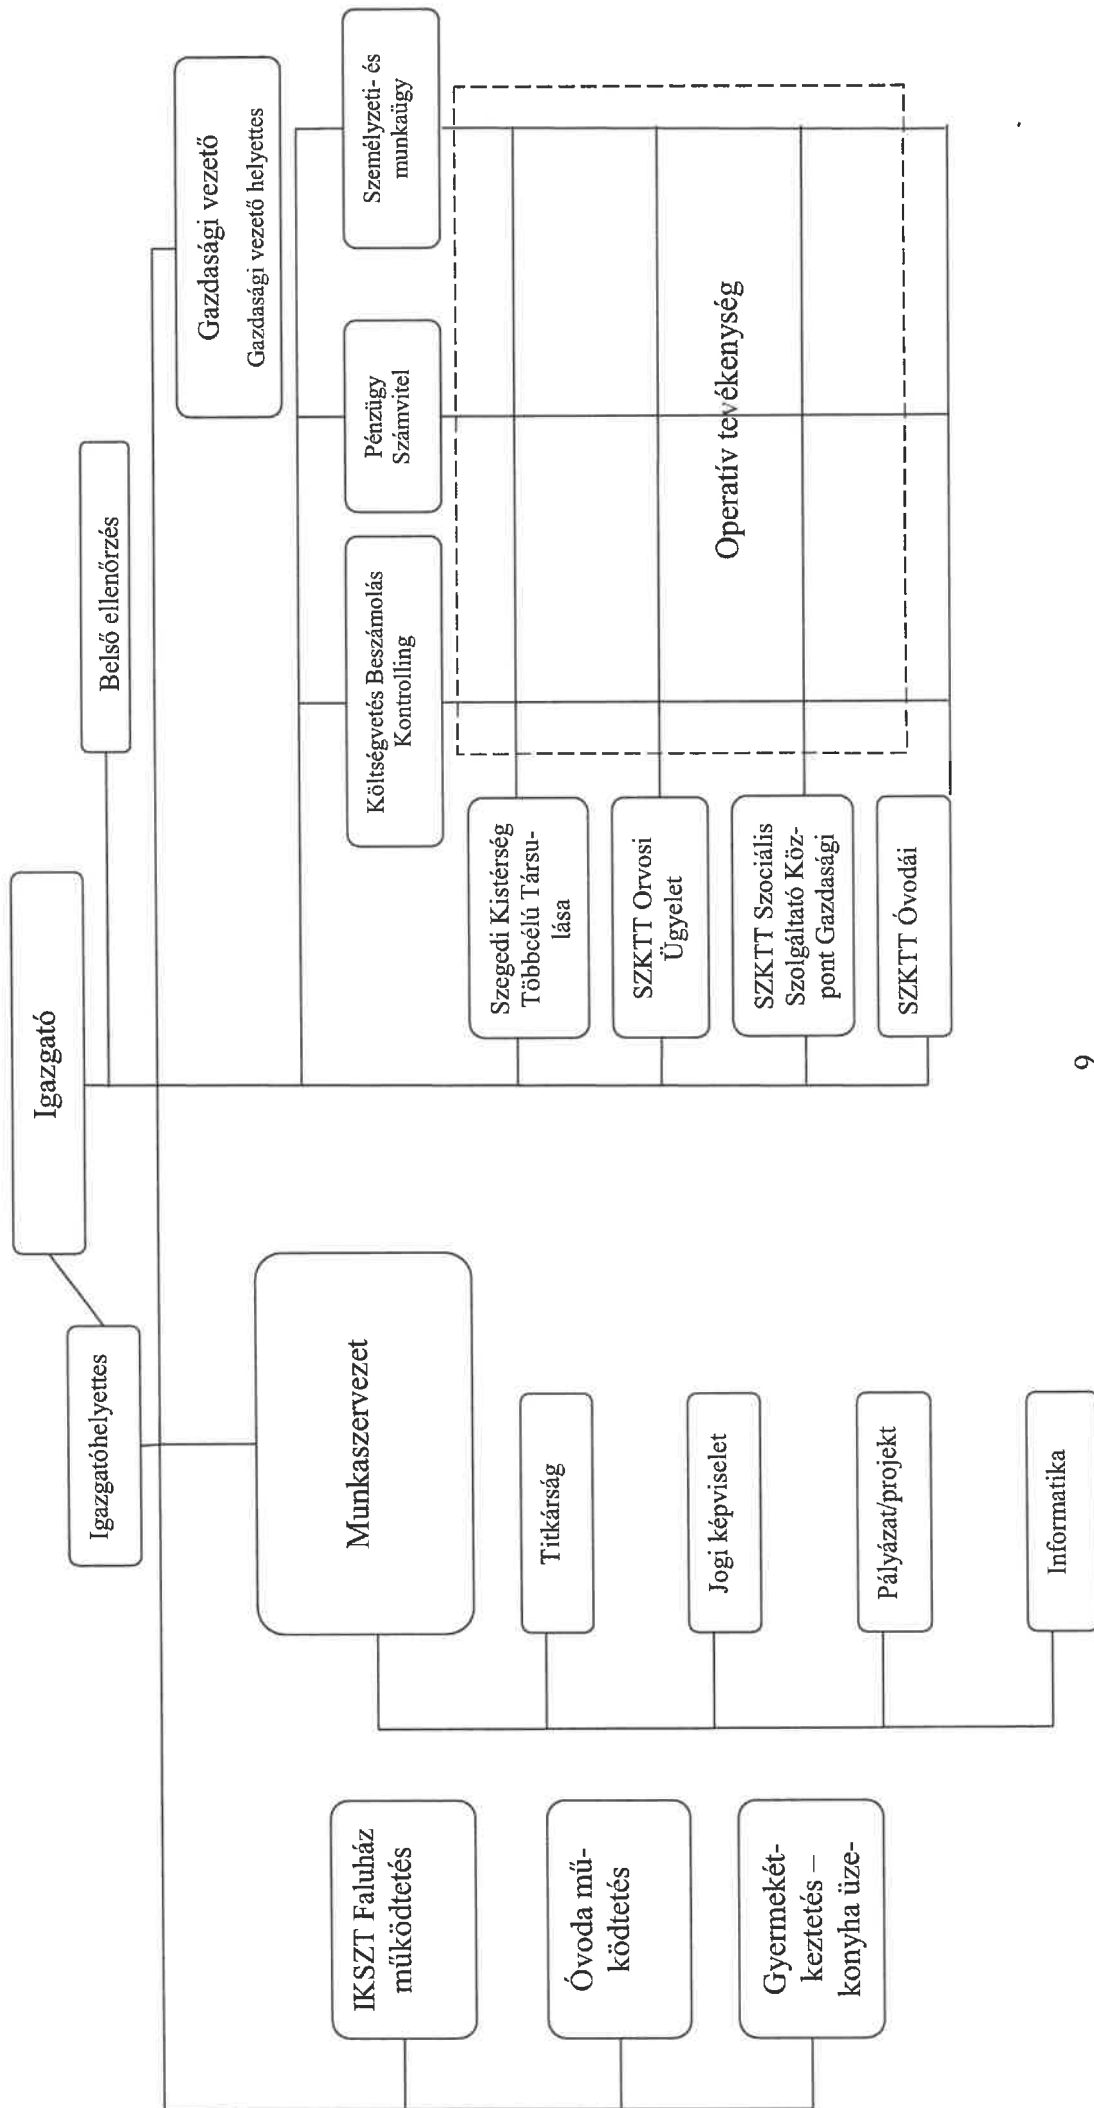 Igazgató
Igazgatóhelyettes
Belső ellenőrzés
Gazdasági vezető
Gazdasági vezető helyettes
Munkaszervezet
IKSZT Faluház
működtetés
Óvoda mű-
ködtetés
Gyermekét-
keztetés –
konyha üze-
Titkárság
Jogi képviselet
Pályázat/projekt
Informatika
Költségvetés Beszámolás
Kontrolling
Pénzügy
Számvitel
Személyzeti- és
munkaügy
Szegedi Kistérség
Többcélú Társu-
lása
SZKTT Orvosi
Ügyelet
SZKTT Szociális
Szolgáltató Köz-
pont Gazdasági
SZKTT Óvodái
Operatív tevékenység
9